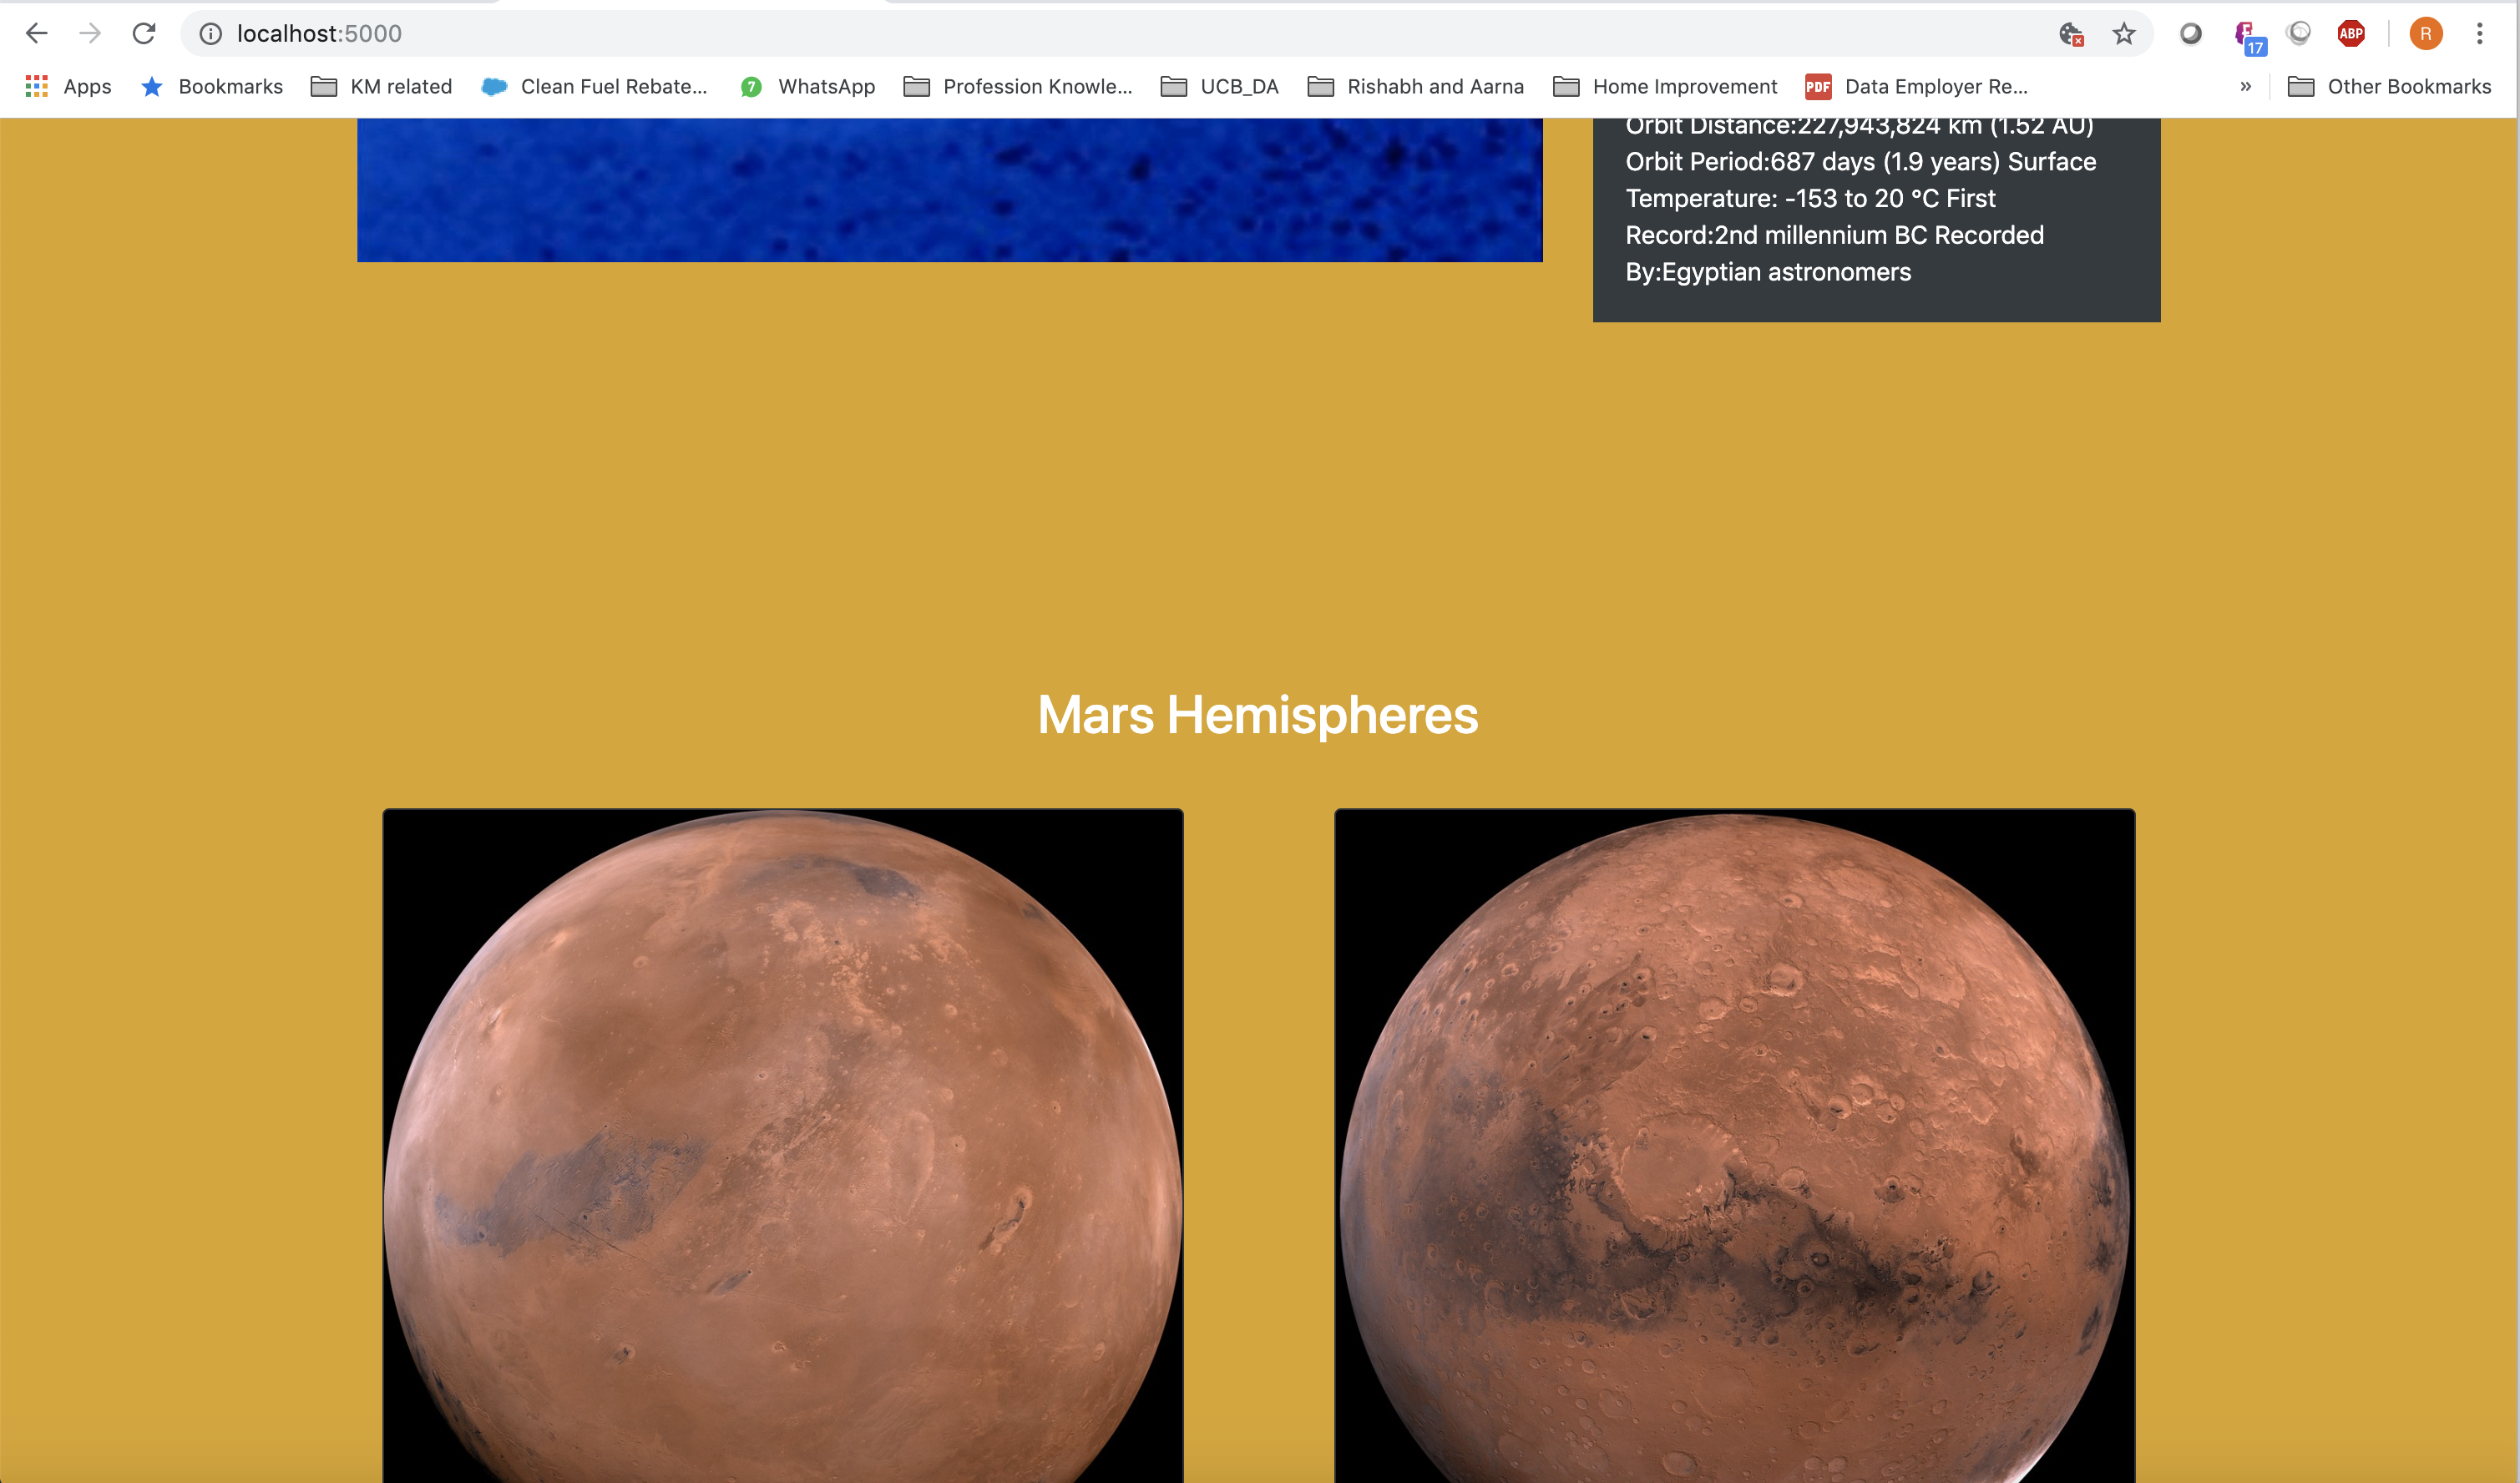 localhost:5000
17
ABP
R
Apps
Bookmarks
KM related
Clean Fuel Rebate...
7
WhatsApp
Profession Knowle...
UCB_DA
Rishabh and Aarna
Home Improvement
PDF
Data Employer Re...
»
Other Bookmarks
Orbit Distance:227,943,824 km (1.52 AU)
Orbit Period:687 days (1.9 years) Surface
Temperature: -153 to 20 °C First
Record:2nd millennium BC Recorded
By:Egyptian astronomers
Mars Hemispheres